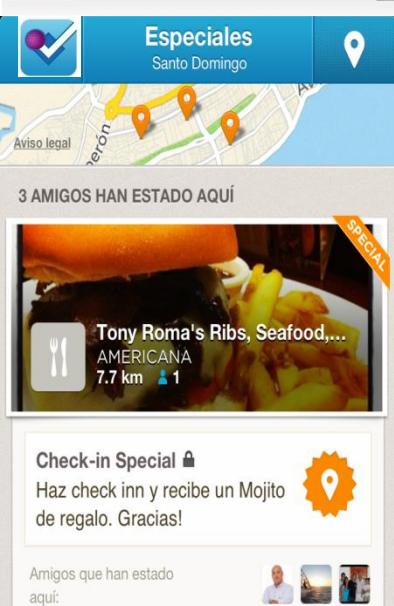 Especiales
Santo Domingo
Aviso legal
3 AMIGOS HAN ESTADO AQUÍ
SPECIAL
Tony Roma's Ribs, Seafood,...
AMERICANA
7.7 km 1
Check-in Special
Haz check inn y recibe un Mojito
de regalo. Gracias!
Amigos que han estado
aquí: